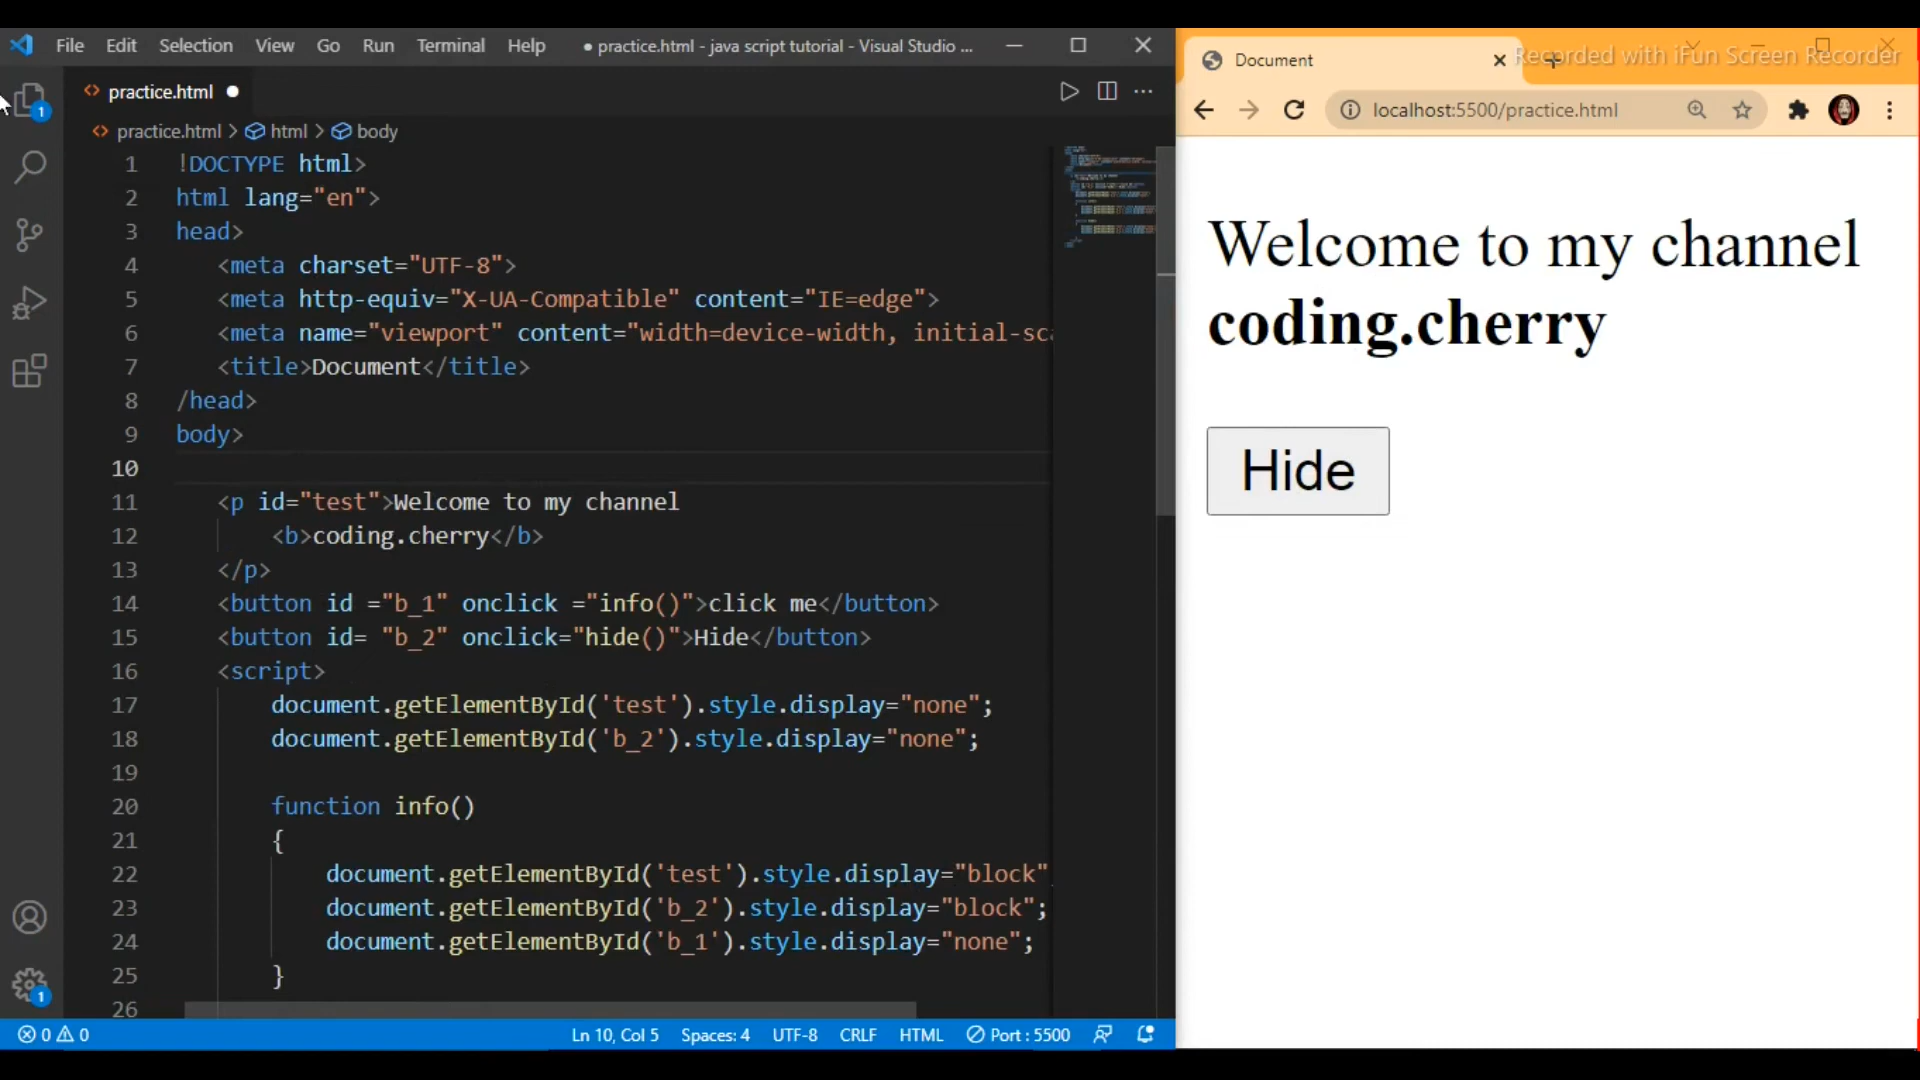 File Edit Selection View Go Run Terminal Help ● practice.html - java script tutorial - Visual Studio ...
practice.html
practice.html > html > body
1 !DOCTYPE html>
2 html lang="en">
3 head>
4 <meta charset="UTF-8">
5 <meta http-equiv="X-UA-Compatible" content="IE=edge">
6 <meta name="viewport" content="width=device-width, initial-sca
7 <title>Document</title>
8 /head>
9 body>
10
11 <p id="test">Welcome to my channel
12 <b>coding.cherry</b>
13 </p>
14 <button id ="b_1" onclick ="info()">click me</button>
15 <button id= "b_2" onclick="hide()">Hide</button>
16 <script>
17 document.getElementById('test').style.display="none";
18 document.getElementById('b_2').style.display="none";
19
20 function info()
21 {
22 document.getElementById('test').style.display="block"
23 document.getElementById('b_2').style.display="block";
24 document.getElementById('b_1').style.display="none";
25 }
26
1
1
0 0 Ln 10, Col 5 Spaces: 4 UTF-8 CRLF HTML Port : 5500
Document
Recorded with iFun Screen Recorder
localhost:5500/practice.html
Welcome to my channel
coding.cherry
Hide